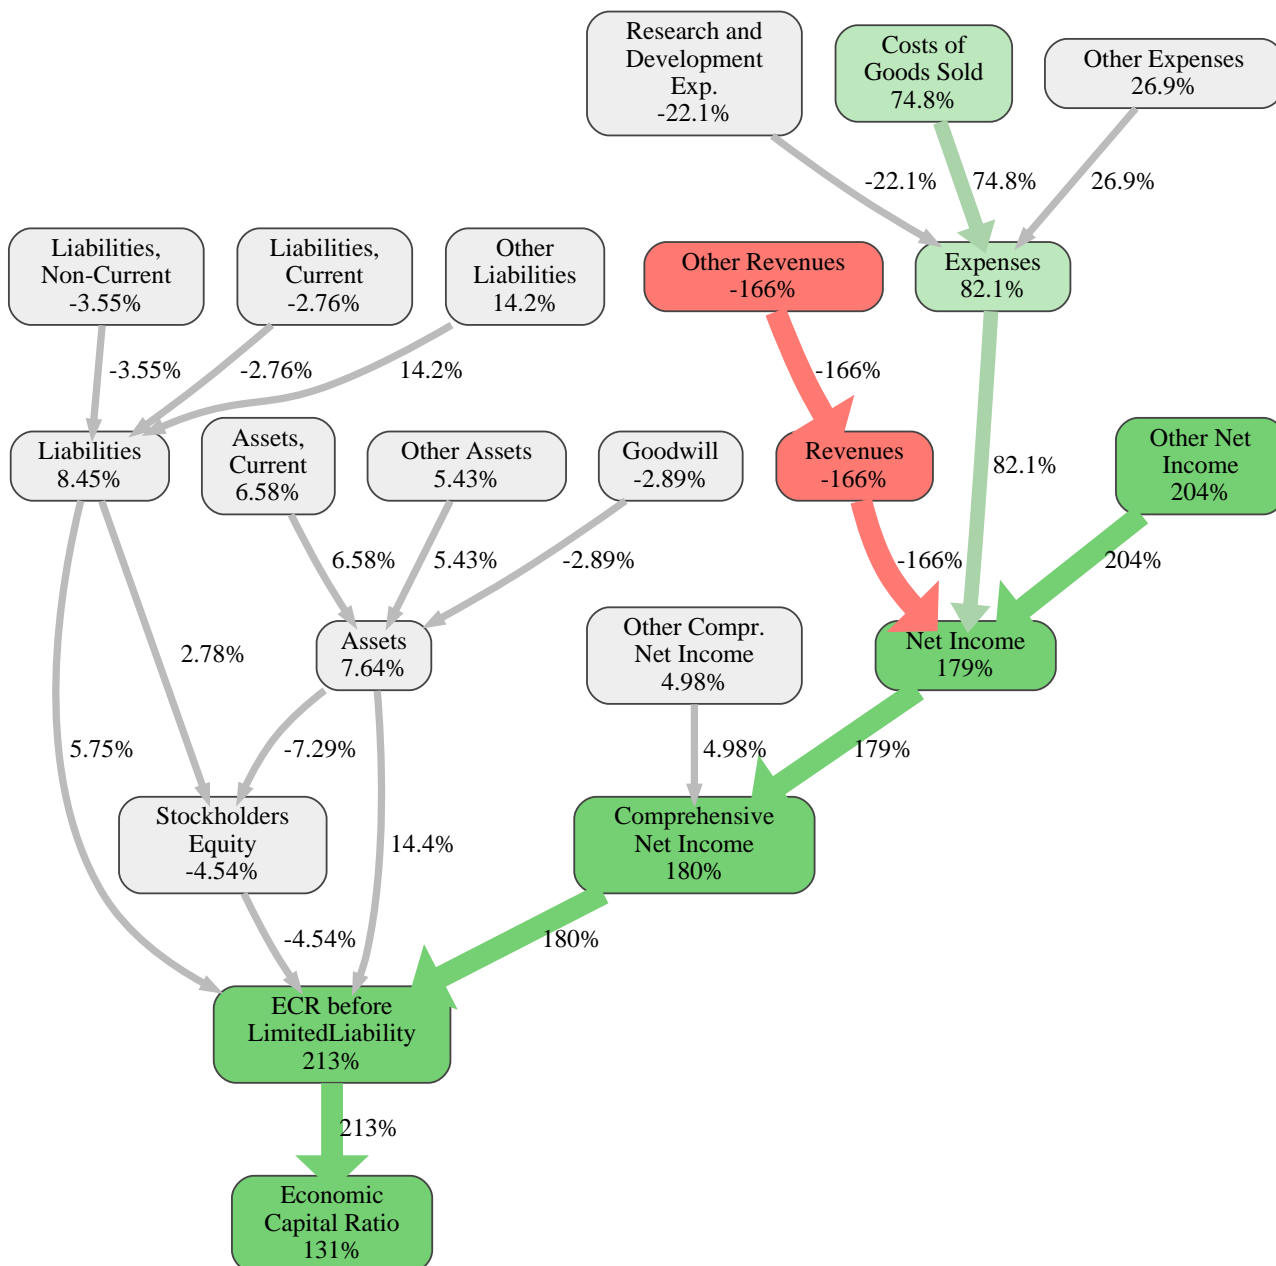 Research and
Development
Exp.
-22.1%
Costs of
Goods Sold
74.8%
Other Expenses
26.9%
-22.1%
74.8%
26.9%
Liabilities,
Non-Current
-3.55%
Liabilities,
Current
-2.76%
Other
Liabilities
14.2%
Other Revenues
-166%
Expenses
82.1%
-3.55%
-2.76%
14.2%
-166%
Liabilities
8.45%
Assets,
Current
6.58%
Other Assets
5.43%
Goodwill
-2.89%
Revenues
-166%
82.1%
Other Net
Income
204%
6.58%
5.43%
-2.89%
-166%
204%
2.78%
Assets
7.64%
Other Compr.
Net Income
4.98%
Net Income
179%
5.75%
-7.29%
4.98%
179%
Stockholders
Equity
-4.54%
14.4%
Comprehensive
Net Income
180%
-4.54%
180%
ECR before
LimitedLiability
213%
213%
Economic
Capital Ratio
131%